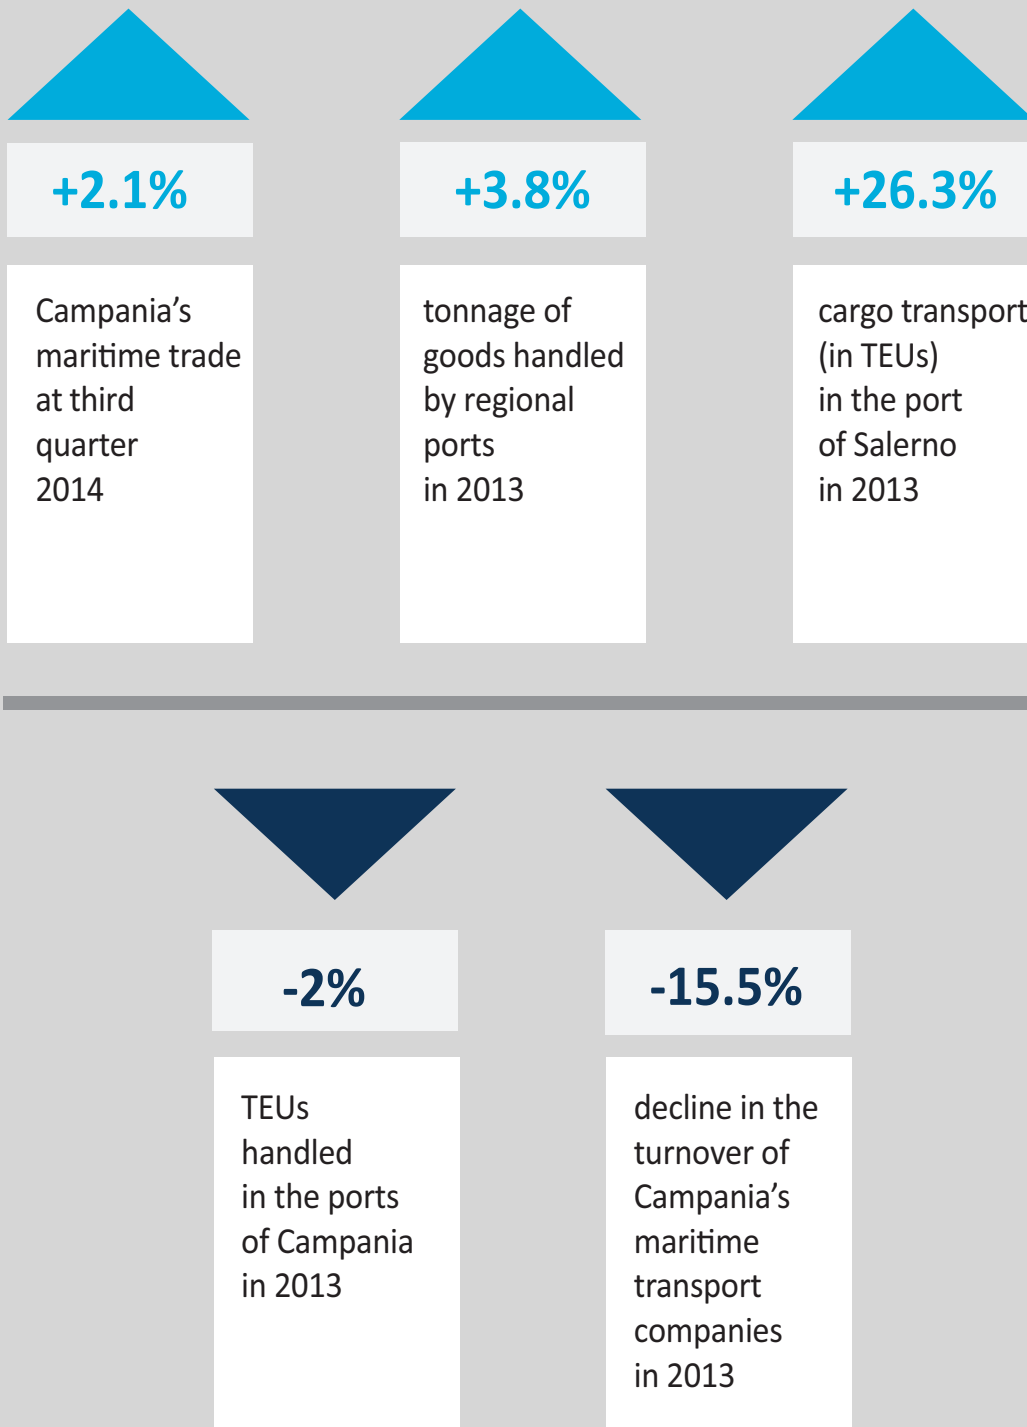 +2.1%
Campania’s
maritime trade
at third
quarter
2014
+3.8%
tonnage of
goods handled
by regional
ports
in 2013
+26.3%
cargo transport
(in TEUs)
in the port
of Salerno
in 2013
-2%
TEUs
handled
in the ports
of Campania
in 2013
-15.5%
decline in the
turnover of
Campania’s
maritime
transport
companies
in 2013